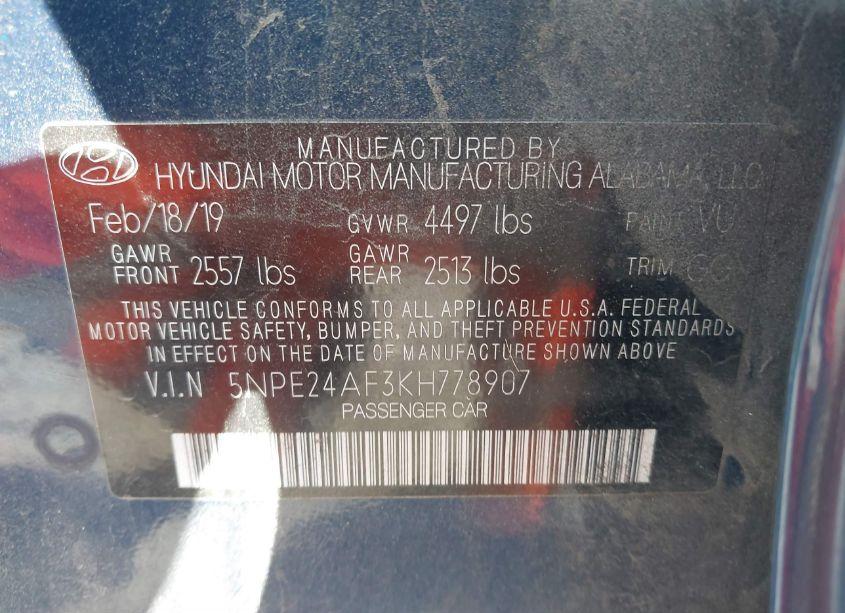 MANUFACTURED BY
HYUNDAI MOTOR MANUFACTURING ALABAMA, LLC
Feb/18/19 GVWR 4497 lbs PAINT VU
GAWR FRONT 2557 lbs GAWR REAR 2513 lbs TRIM
THIS VEHICLE CONFORMS TO ALL APPLICABLE U.S.A. FEDERAL
MOTOR VEHICLE SAFETY, BUMPER, AND THEFT PREVENTION STANDARDS
IN EFFECT ON THE DATE OF MANUFACTURE SHOWN ABOVE
V.I.N 5NPE24AF3KH778907
PASSENGER CAR